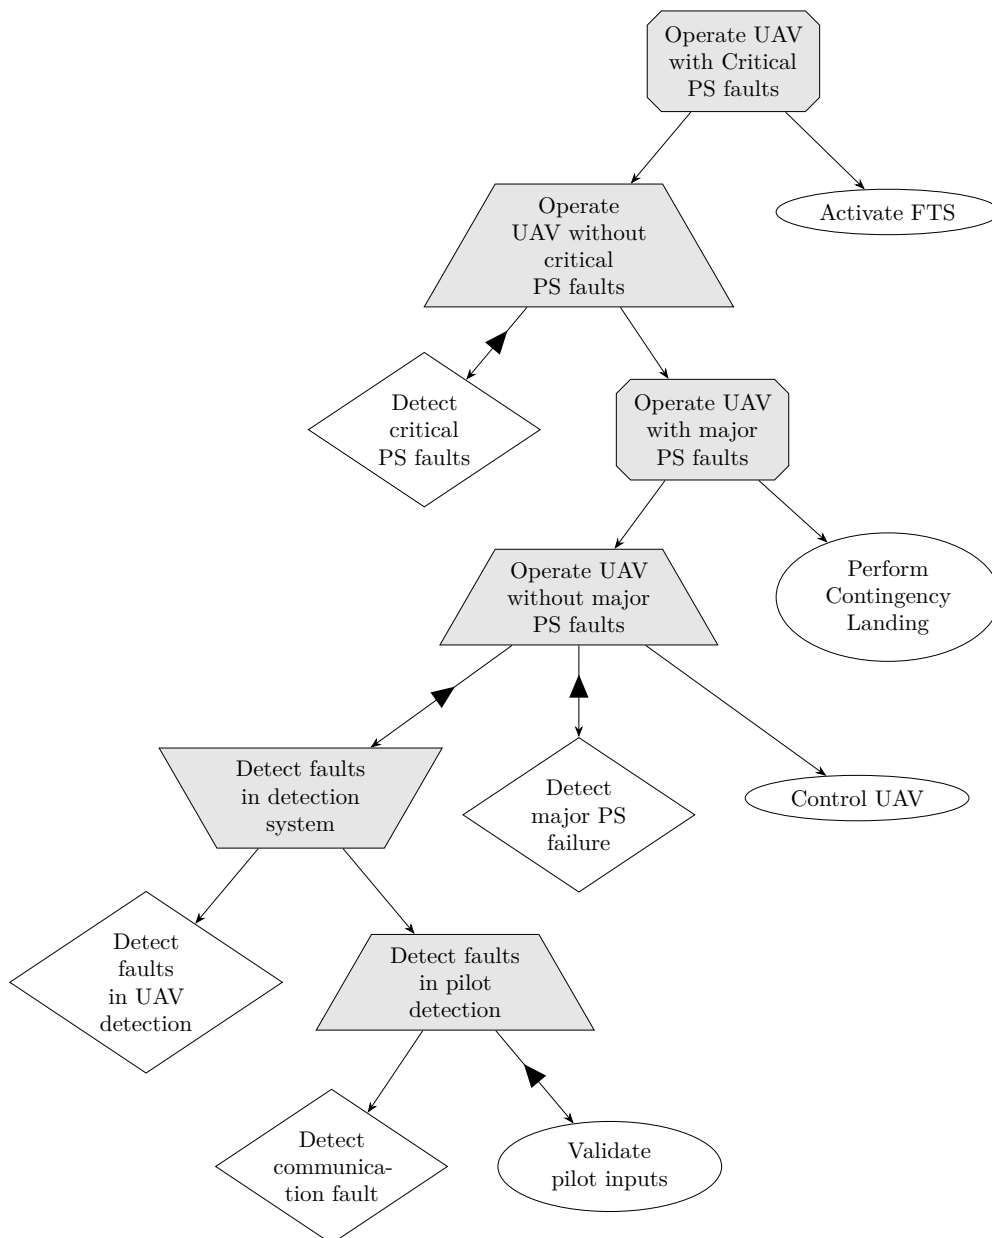 Operate UAV
with Critical
PS faults
Activate FTS
Operate
UAV without
critical
PS faults
Detect
critical
PS faults
Operate UAV
with major
PS faults
Operate UAV
without major
PS faults
Perform
Contingency
Landing
Detect faults
in detection
system
Detect
major PS
failure
Control UAV
Detect
faults
in UAV
detection
Detect faults
in pilot
detection
Detect
communica-
tion fault
Validate
pilot inputs